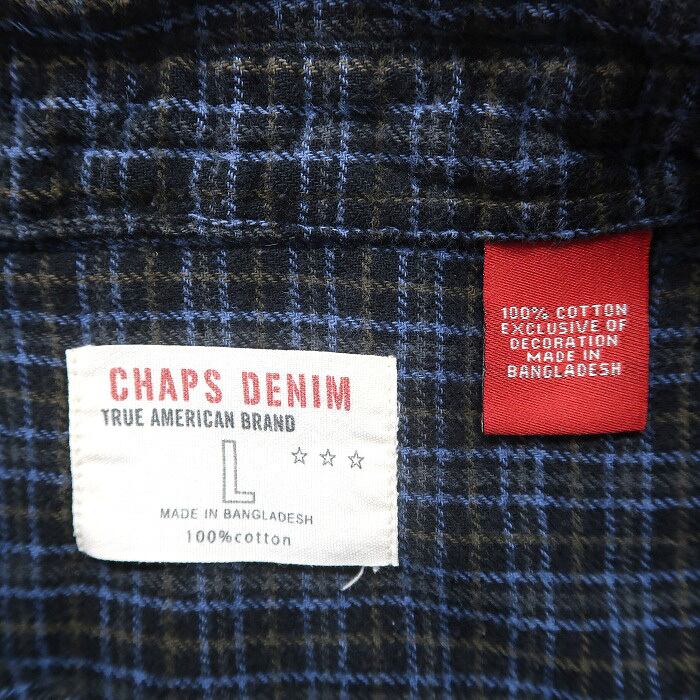 CHAPS DENIM
TRUE AMERICAN BRAND
L
MADE IN BANGLADESH
100%cotton
100% COTTON
EXCLUSIVE OF
DECORATION
MADE IN
BANGLADESH